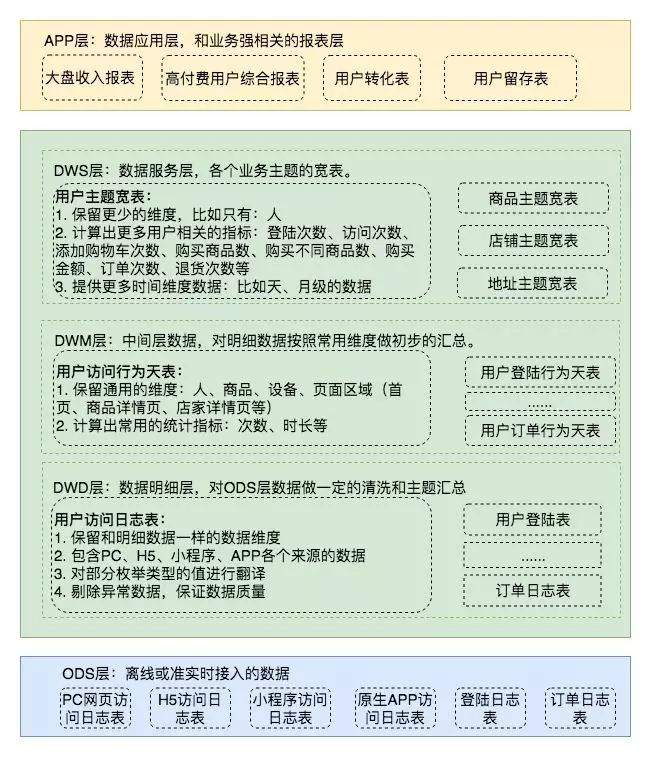 APP层：数据应用层，和业务强相关的报表层
大盘收入报表
高付费用户综合报表
用户转化表
用户留存表
DWS层：数据服务层，各个业务主题的宽表。
用户主题宽表：
1. 保留更少的维度，比如只有：人
2. 计算出更多用户相关的指标：登陆次数、访问次数、
添加购物车次数、购买商品数、购买不同商品数、购买
金额、订单次数、退货次数等
3. 提供更多时间维度数据：比如天、月级的数据
商品主题宽表
店铺主题宽表
地址主题宽表
DWM层：中间层数据，对明细数据按照常用维度做初步的汇总。
用户访问行为天表：
1. 保留通用的维度：人、商品、设备、页面区域（首
页、商品详情页、店家详情页等）
2. 计算出常用的统计指标：次数、时长等
用户登陆行为天表
......
用户订单行为天表
DWD层：数据明细层，对ODS层数据做一定的清洗和主题汇总
用户访问日志表：
1. 保留和明细数据一样的数据维度
2. 包含PC、H5、小程序、APP各个来源的数据
3. 对部分枚举类型的值进行翻译
4. 剔除异常数据，保证数据质量
用户登陆表
......
订单日志表
ODS层：离线或准实时接入的数据
PC网页访
问日志表
H5访问日
志表
小程序访问
日志表
原生APP访
问日志表
登陆日志
表
订单日志
表